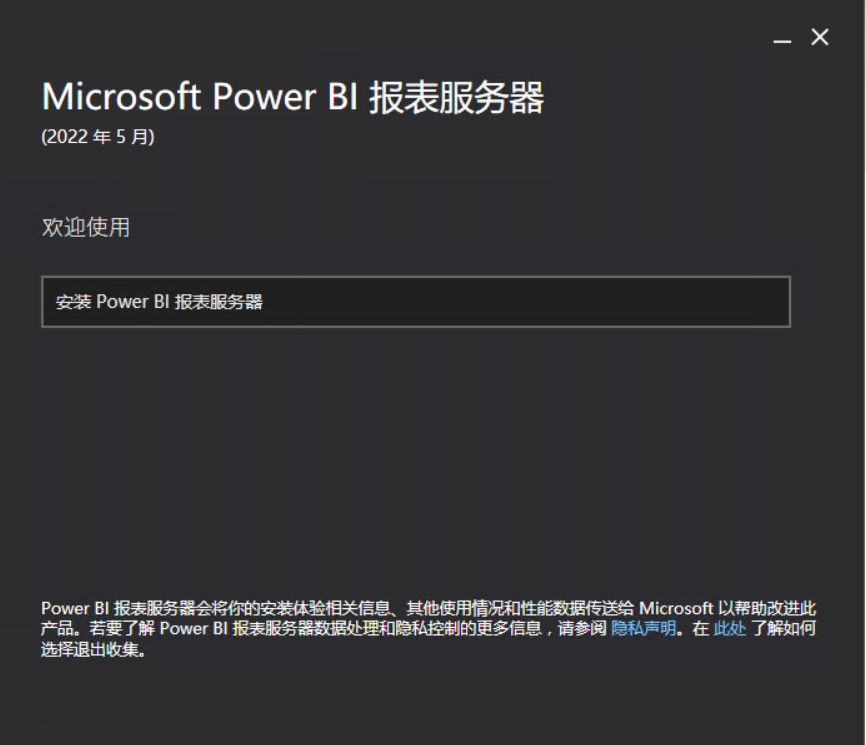 Microsoft Power BI 报表服务器
(2022 年 5 月)
欢迎使用
安装 Power BI 报表服务器
Power BI 报表服务器会将你的安装体验相关信息、其他使用情况和性能数据传送给 Microsoft 以帮助改进此
产品。若要了解 Power BI 报表服务器数据处理和隐私控制的更多信息，请参阅 隐私声明。在 此处 了解如何
选择退出收集。